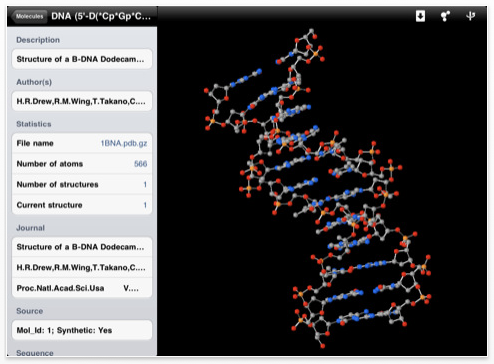 Molecules
DNA (5'-D(*Cp*Gp*C...
Description
Structure of a B-DNA Dodecam...
Author(s)
H.R.Drew,R.M.Wing,T.Takano,C....
Statistics
File name 1BNA.pdb.gz
Number of atoms 566
Number of structures 1
Current structure 1
Journal
Structure of a B-DNA Dodecam...
H.R.Drew,R.M.Wing,T.Takano,C....
Proc.Natl.Acad.Sci.Usa V....
Source
Mol_Id: 1; Synthetic: Yes
Sequence